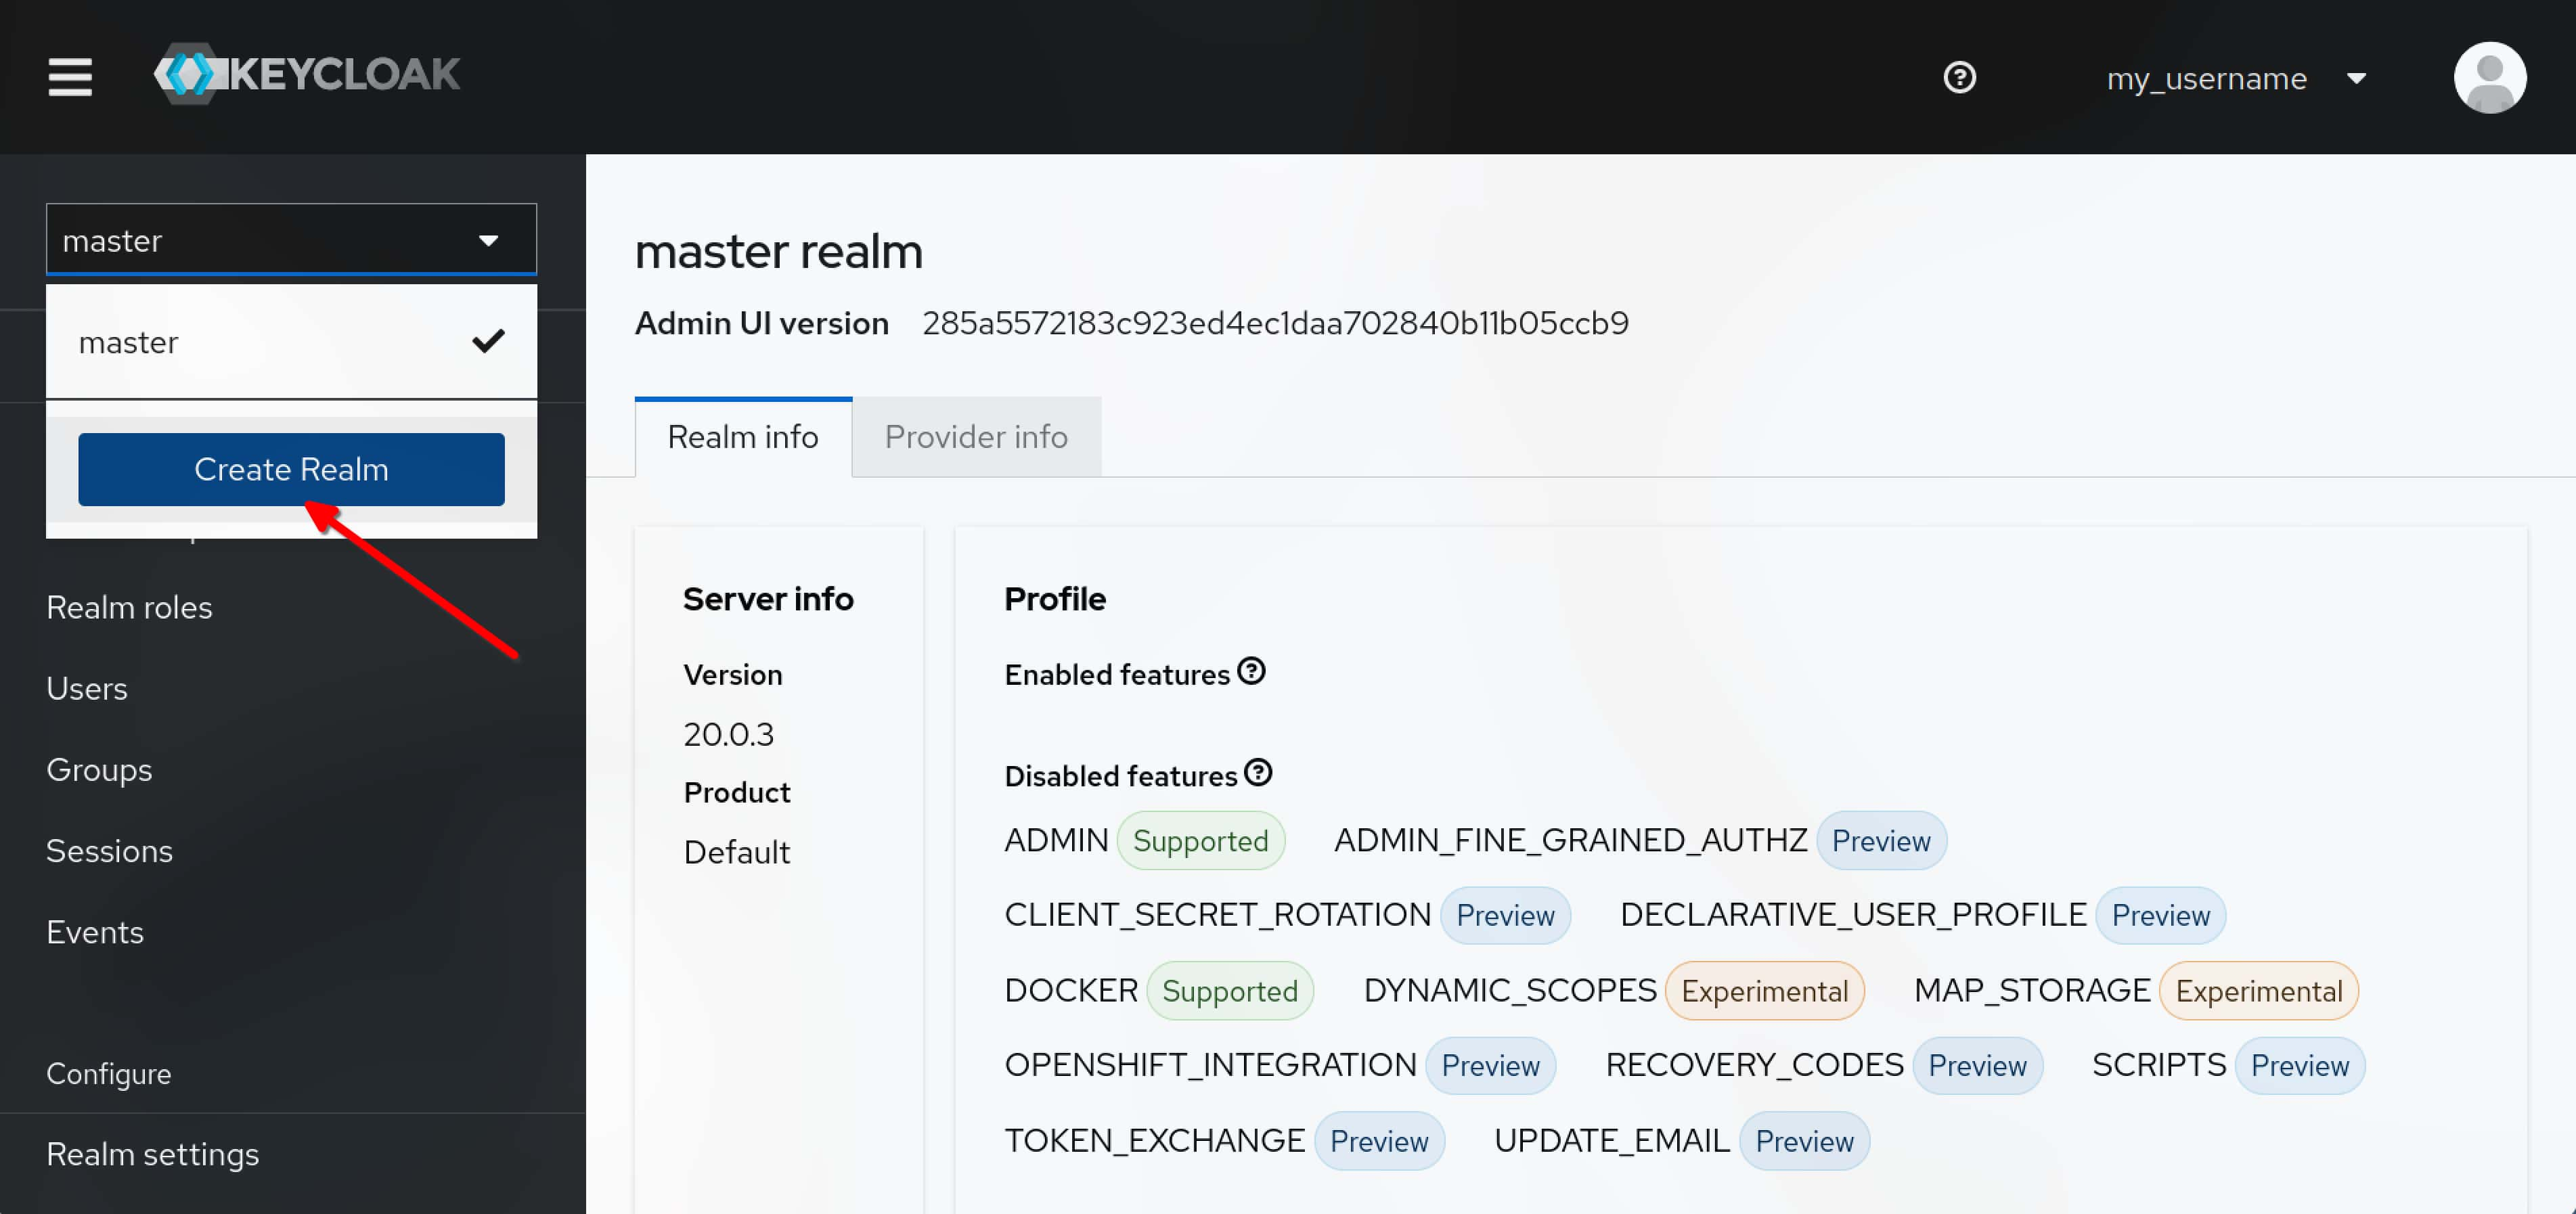 KEYCLOAK
my_username
master
master
Create Realm
Realm roles
Users
Groups
Sessions
Events
Configure
Realm settings
master realm
Admin UI version 285a5572183c923ed4ec1daa702840b11b05ccb9
Realm info Provider info
Server info
Version
20.0.3
Product
Default
Profile
Enabled features
Disabled features
ADMIN Supported ADMIN_FINE_GRAINED_AUTHZ Preview
CLIENT_SECRET_ROTATION Preview DECLARATIVE_USER_PROFILE Preview
DOCKER Supported DYNAMIC_SCOPES Experimental MAP_STORAGE Experimental
OPENSHIFT_INTEGRATION Preview RECOVERY_CODES Preview SCRIPTS Preview
TOKEN_EXCHANGE Preview UPDATE_EMAIL Preview